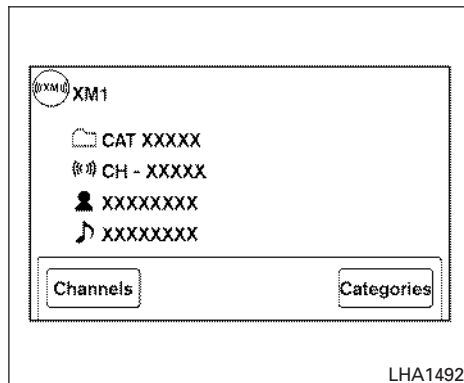 ((XM))
XM1
CAT XXXXX
CH - XXXXX
XXXXXXXX
XXXXXXXX
Channels Categories
LHA1492